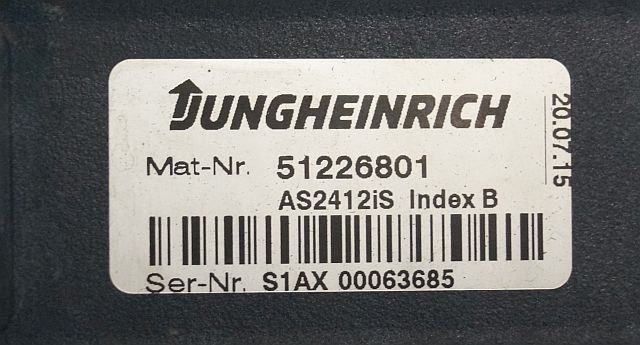 JUNGHEINRICH
Mat-Nr. 51226801
AS2412iS Index B
Ser-Nr. S1AX 00063685
20.07.15